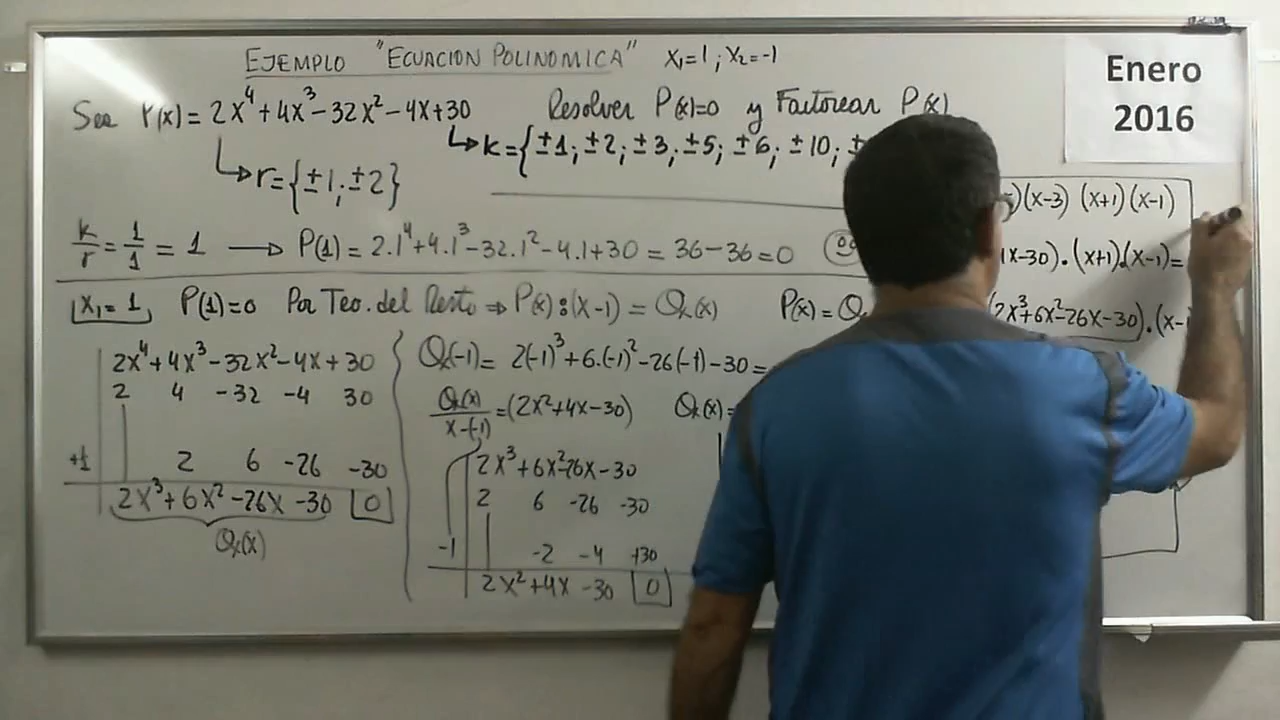 EJEMPLO "ECUACION POLINOMICA" X₁=1 ; X₂=-1
Enero
2016
Sea P(x) = 2X⁴+4X³-32X²-4X+30 Resolver P(x)=0 y Factorear P(x)
↳ k={±1; ±2; ±3; ±5; ±6; ±10; ±
↳ r={±1;±2}
)(x-3) (x+1)(x-1)
k/r = 1/1 = 1 → P(1) = 2.1⁴+4.1³-32.1²-4.1+30 = 36-36=0
x-30).(x+1).(x-1)=
X₁=1 P(1)=0 Por Teo. del Resto ⇒ P(x):(x-1) = Q(x) P(x)=Q
(2x³+6x²-26x-30).(x-
2X⁴+4X³-32X²-4X+30
2 4 -32 -4 30
+1 2 6 -26 -30
2X³+6X²-26X-30 0
Q(x)
Q(-1)= 2(-1)³+6.(-1)²-26(-1)-30=
Q(x)/x-(-1) =(2x²+4x-30) Q(x)=
2X³+6X²-26X-30
2 6 -26 -30
-1 -2 -4 +30
2X²+4X-30 0